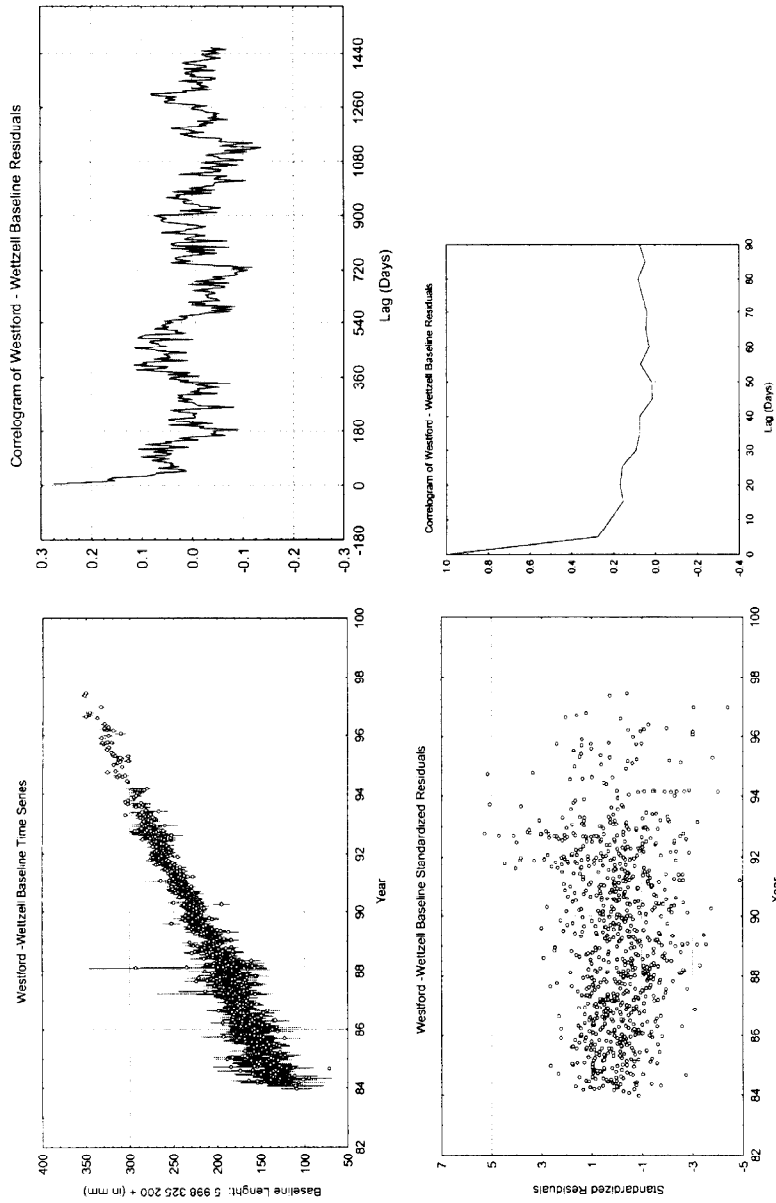 Westford -Wettzell Baseline Time Series
Baseline Lenght: 5 998 325 200 + (in mm)
400
350
300
250
200
150
100
50
82 84 86 88 90 92 94 96 98 100
Year
Correlogram of Westford - Wettzell Baseline Residuals
0.3
0.2
0.1
0.0
-0.1
-0.2
-0.3
-180 0 180 360 540 720 900 1080 1260 1440
Lag (Days)
Westford -Wettzell Baseline Standardized Residuals
Standardized Residuals
7
5
3
1
-1
-3
-5
82 84 86 88 90 92 94 96 98 100
Year
Correlogram of Westford - Wettzell Baseline Residuals
1.0
0.8
0.6
0.4
0.2
0.0
-0.2
-0.4
0 10 20 30 40 50 60 70 80 90
Lag (Days)